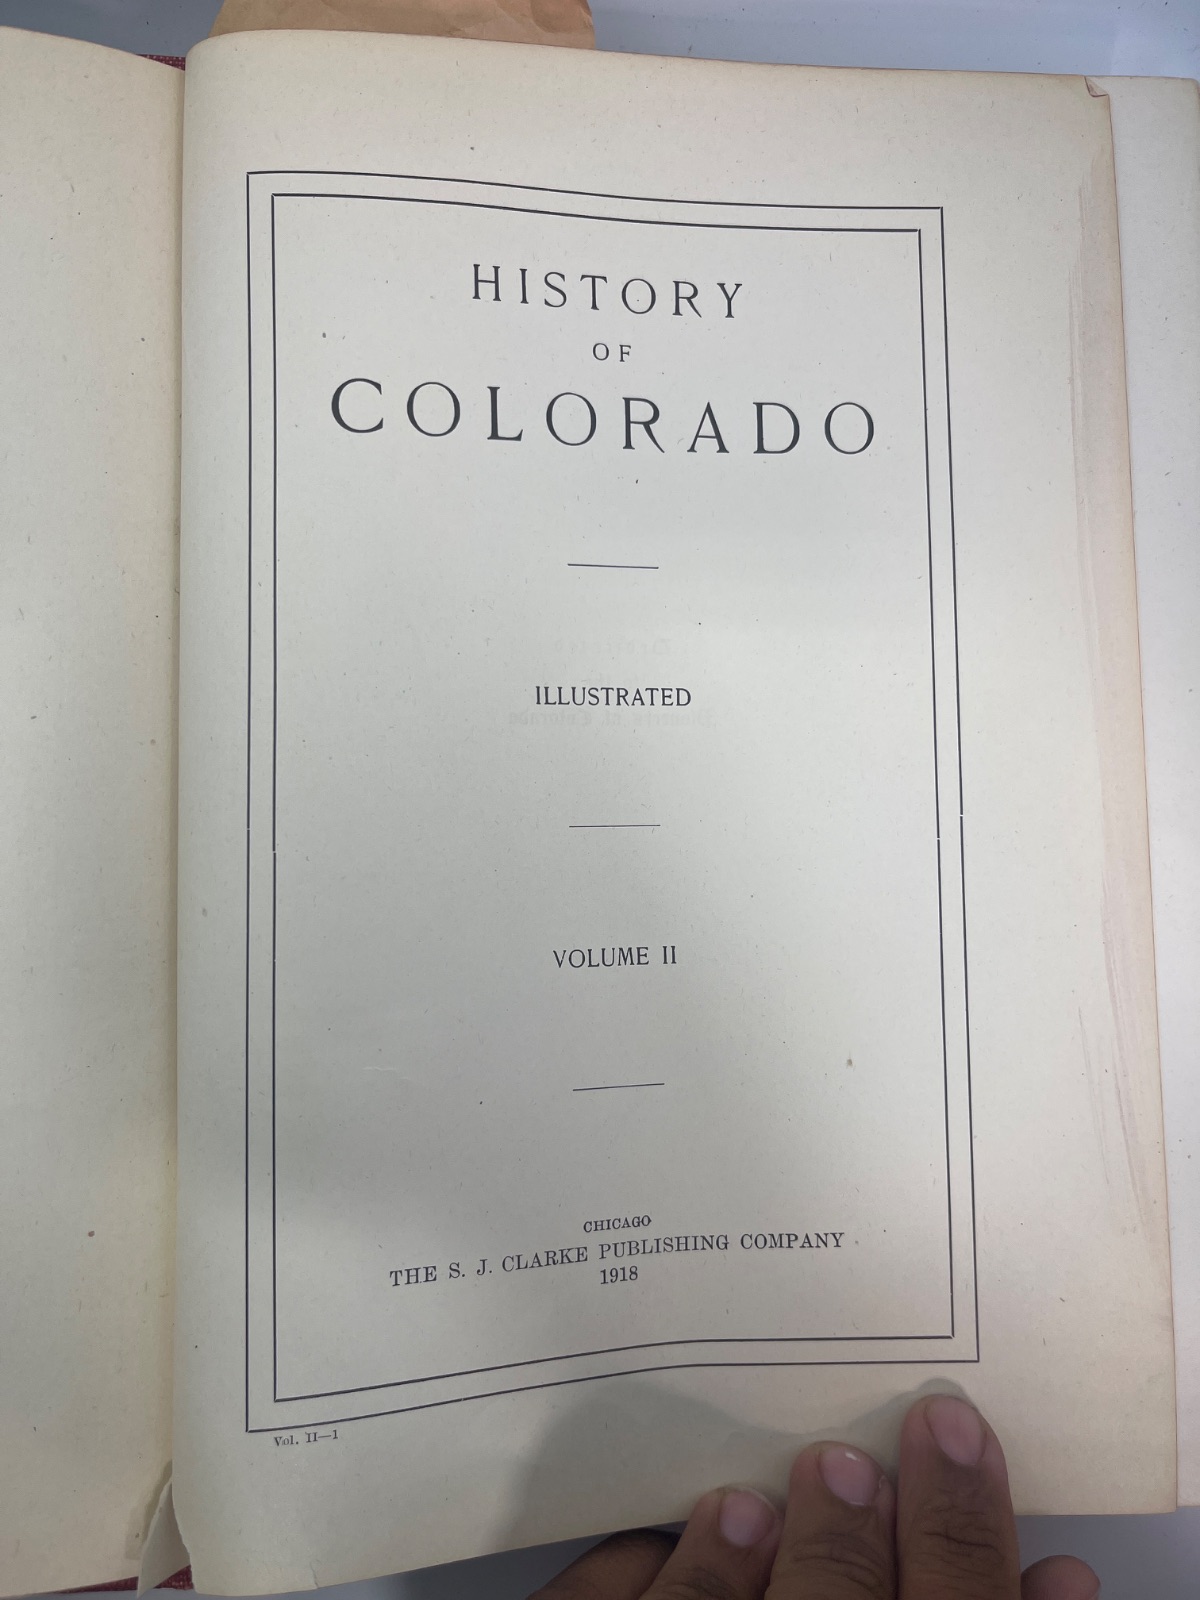 HISTORY
OF
COLORADO
ILLUSTRATED
VOLUME II
CHICAGO
THE S. J. CLARKE PUBLISHING COMPANY
1918
Vol. II—1